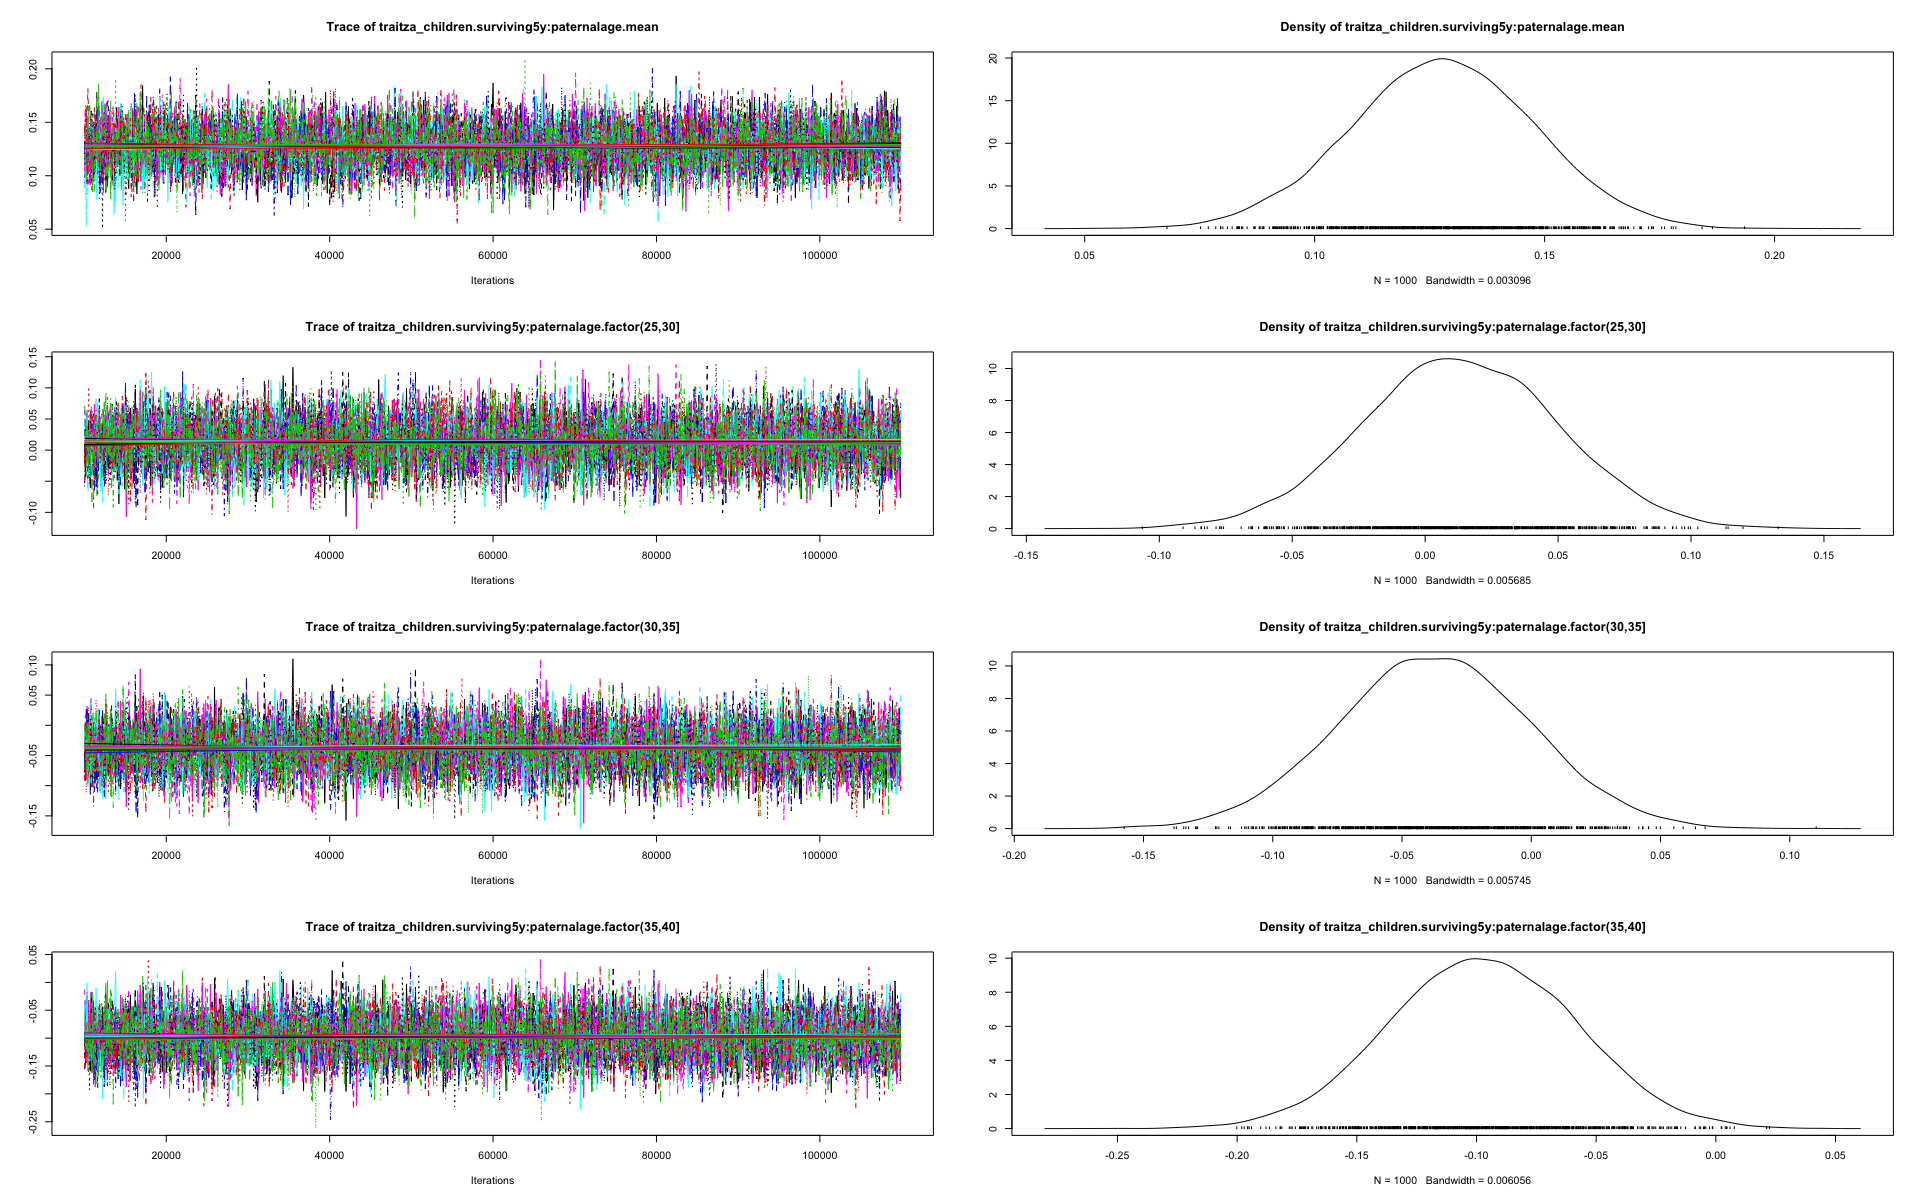 Trace of traitza_children.surviving5y:paternalage.mean
0.20
0.15
0.10
0.05
20000 40000 60000 80000 100000
Iterations
Density of traitza_children.surviving5y:paternalage.mean
20
15
10
5
0
0.05 0.10 0.15 0.20
N = 1000 Bandwidth = 0.003096
Trace of traitza_children.surviving5y:paternalage.factor(25,30]
0.15
0.10
0.05
0.00
-0.10
20000 40000 60000 80000 100000
Iterations
Density of traitza_children.surviving5y:paternalage.factor(25,30]
10
8
6
4
2
0
-0.15 -0.10 -0.05 0.00 0.05 0.10 0.15
N = 1000 Bandwidth = 0.005685
Trace of traitza_children.surviving5y:paternalage.factor(30,35]
0.10
0.05
-0.05
-0.15
20000 40000 60000 80000 100000
Iterations
Density of traitza_children.surviving5y:paternalage.factor(30,35]
10
8
6
4
2
0
-0.20 -0.15 -0.10 -0.05 0.00 0.05 0.10
N = 1000 Bandwidth = 0.005745
Trace of traitza_children.surviving5y:paternalage.factor(35,40]
0.05
-0.05
-0.15
-0.25
20000 40000 60000 80000 100000
Iterations
Density of traitza_children.surviving5y:paternalage.factor(35,40]
10
8
6
4
2
0
-0.25 -0.20 -0.15 -0.10 -0.05 0.00 0.05
N = 1000 Bandwidth = 0.006056